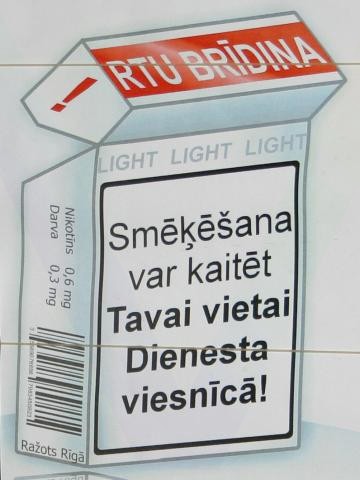 ! RTU BRĪDINA
LIGHT LIGHT LIGHT
Smēķēšana
var kaitēt
Tavai vietai
Dienesta
viesnīcā!
Nikotīns 0,6 mg
Darva 0,3 mg
Ražots Rīgā